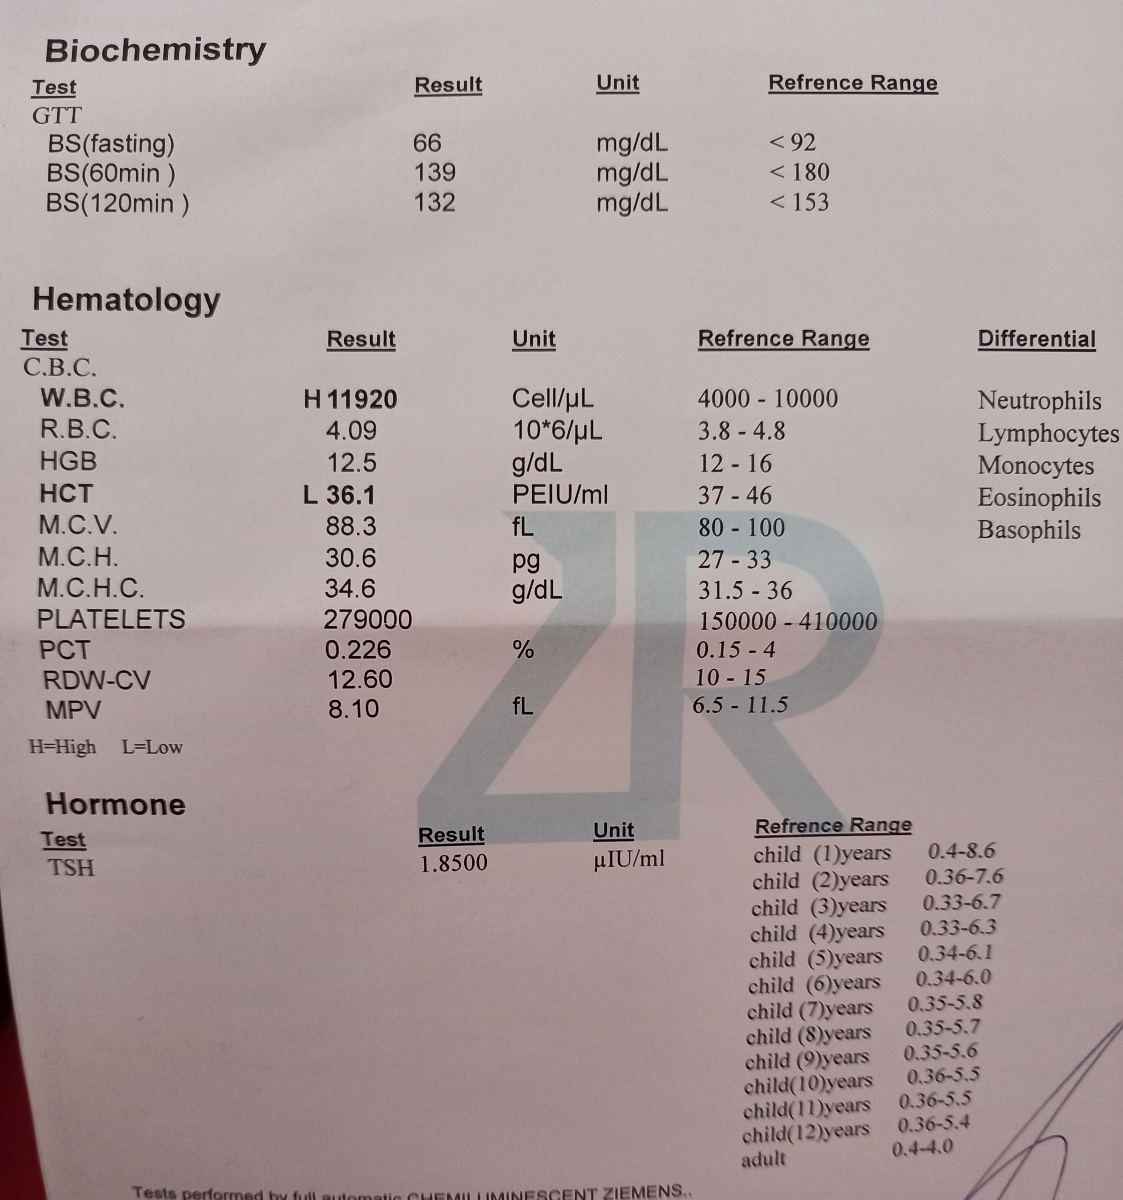 Biochemistry
Test Result Unit Refrence Range
GTT
BS(fasting) 66 mg/dL < 92
BS(60min ) 139 mg/dL < 180
BS(120min ) 132 mg/dL < 153
Hematology
Test Result Unit Refrence Range Differential
C.B.C.
W.B.C. H 11920 Cell/µL 4000 - 10000 Neutrophils
R.B.C. 4.09 10*6/µL 3.8 - 4.8 Lymphocytes
HGB 12.5 g/dL 12 - 16 Monocytes
HCT L 36.1 PEIU/ml 37 - 46 Eosinophils
M.C.V. 88.3 fL 80 - 100 Basophils
M.C.H. 30.6 pg 27 - 33
M.C.H.C. 34.6 g/dL 31.5 - 36
PLATELETS 279000 150000 - 410000
PCT 0.226 % 0.15 - 4
RDW-CV 12.60 10 - 15
MPV 8.10 fL 6.5 - 11.5
H=High L=Low
Hormone
Test Result Unit Refrence Range
TSH 1.8500 µIU/ml child (1)years 0.4-8.6
child (2)years 0.36-7.6
child (3)years 0.33-6.7
child (4)years 0.33-6.3
child (5)years 0.34-6.1
child (6)years 0.34-6.0
child (7)years 0.35-5.8
child (8)years 0.35-5.7
child (9)years 0.35-5.6
child(10)years 0.36-5.5
child(11)years 0.36-5.5
child(12)years 0.36-5.4
adult 0.4-4.0
Tests performed by full automatic CHEMILUMINESCENT ZIEMENS..